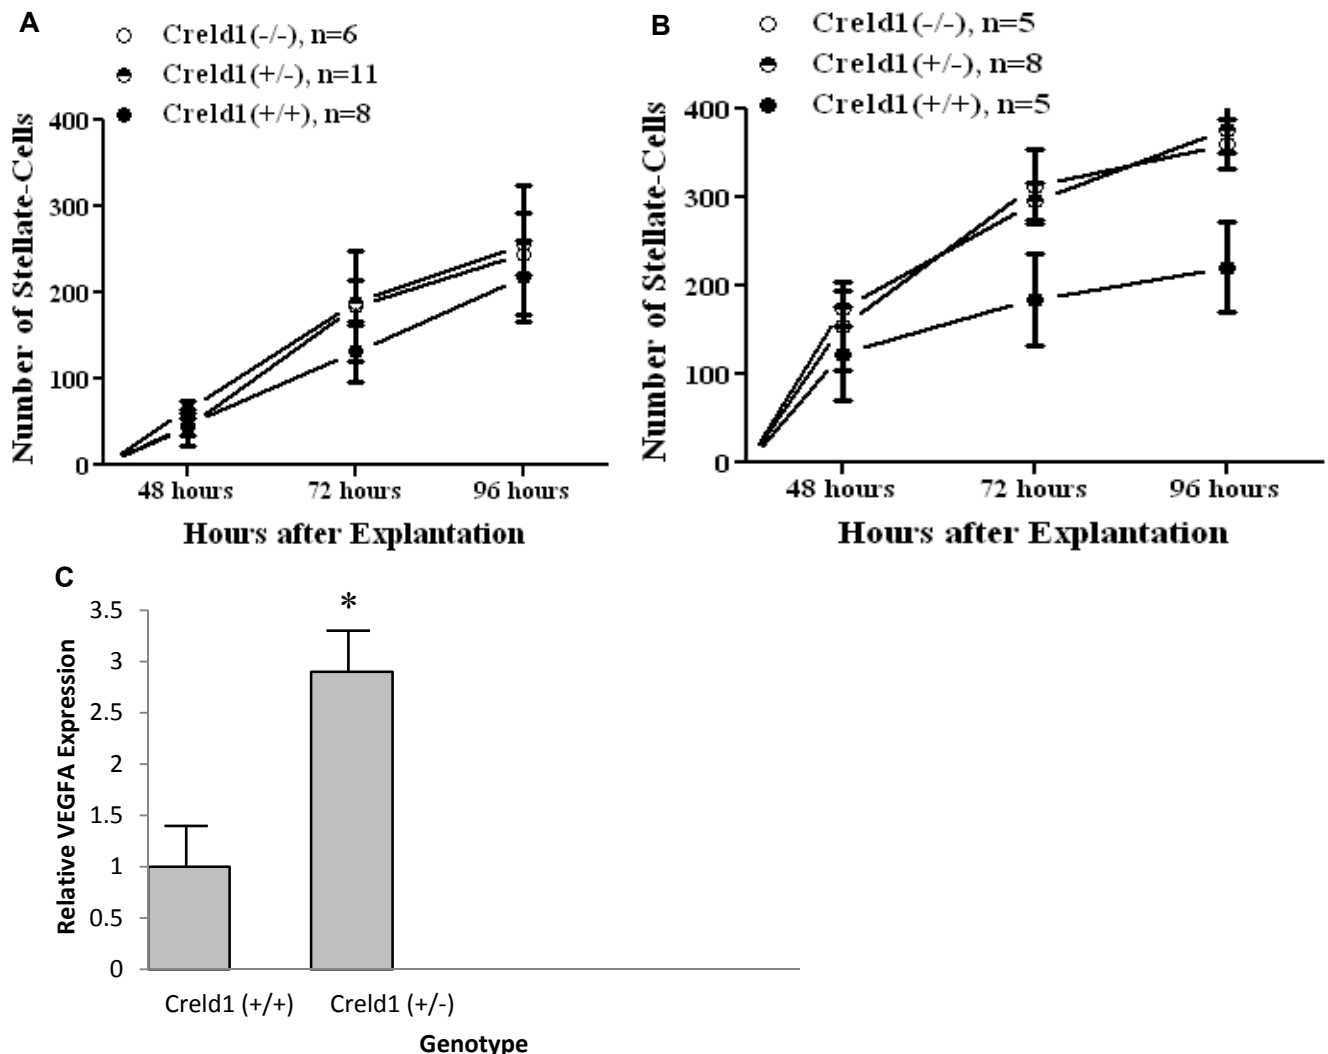 A
Creld1(-/-), n=6
Creld1(+/-), n=11
Creld1(+/+), n=8
Number of Stellate-Cells
400
300
200
100
0
48 hours
72 hours
96 hours
Hours after Explantation
B
Creld1(-/-), n=5
Creld1(+/-), n=8
Creld1(+/+), n=5
Number of Stellate-Cells
400
300
200
100
0
48 hours
72 hours
96 hours
Hours after Explantation
C
Relative VEGFA Expression
3.5
3
2.5
2
1.5
1
0.5
0
*
Creld1 (+/+)
Creld1 (+/-)
Genotype